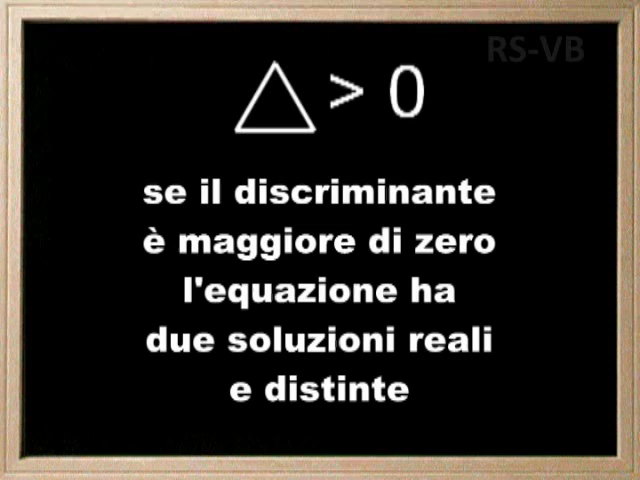 RS-VB
△ > 0
se il discriminante
è maggiore di zero
l'equazione ha
due soluzioni reali
e distinte